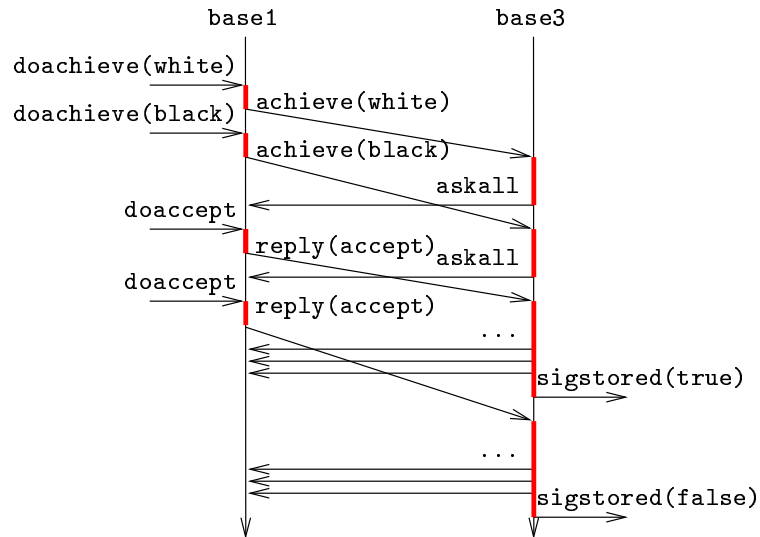 base1 base3
doachieve(white)
achieve(white)
doachieve(black)
achieve(black)
askall
doaccept
reply(accept)
askall
doaccept
reply(accept)
...
sigstored(true)
...
sigstored(false)